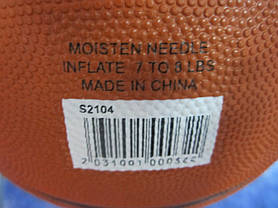 MOISTEN NEEDLE
INFLATE 7 TO 8 LBS
MADE IN CHINA
S2104